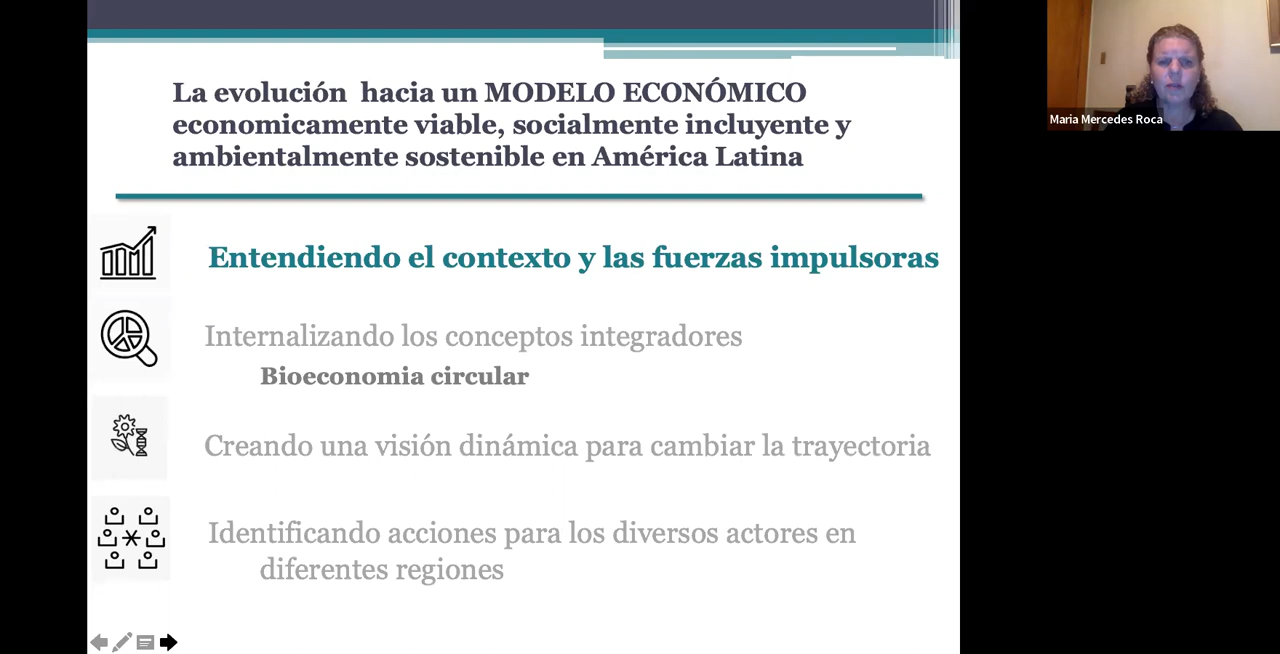 La evolución hacia un MODELO ECONÓMICO
economicamente viable, socialmente incluyente y
ambientalmente sostenible en América Latina
Entendiendo el contexto y las fuerzas impulsoras
Internalizando los conceptos integradores
Bioeconomia circular
Creando una visión dinámica para cambiar la trayectoria
Identificando acciones para los diversos actores en
diferentes regiones
Maria Mercedes Roca